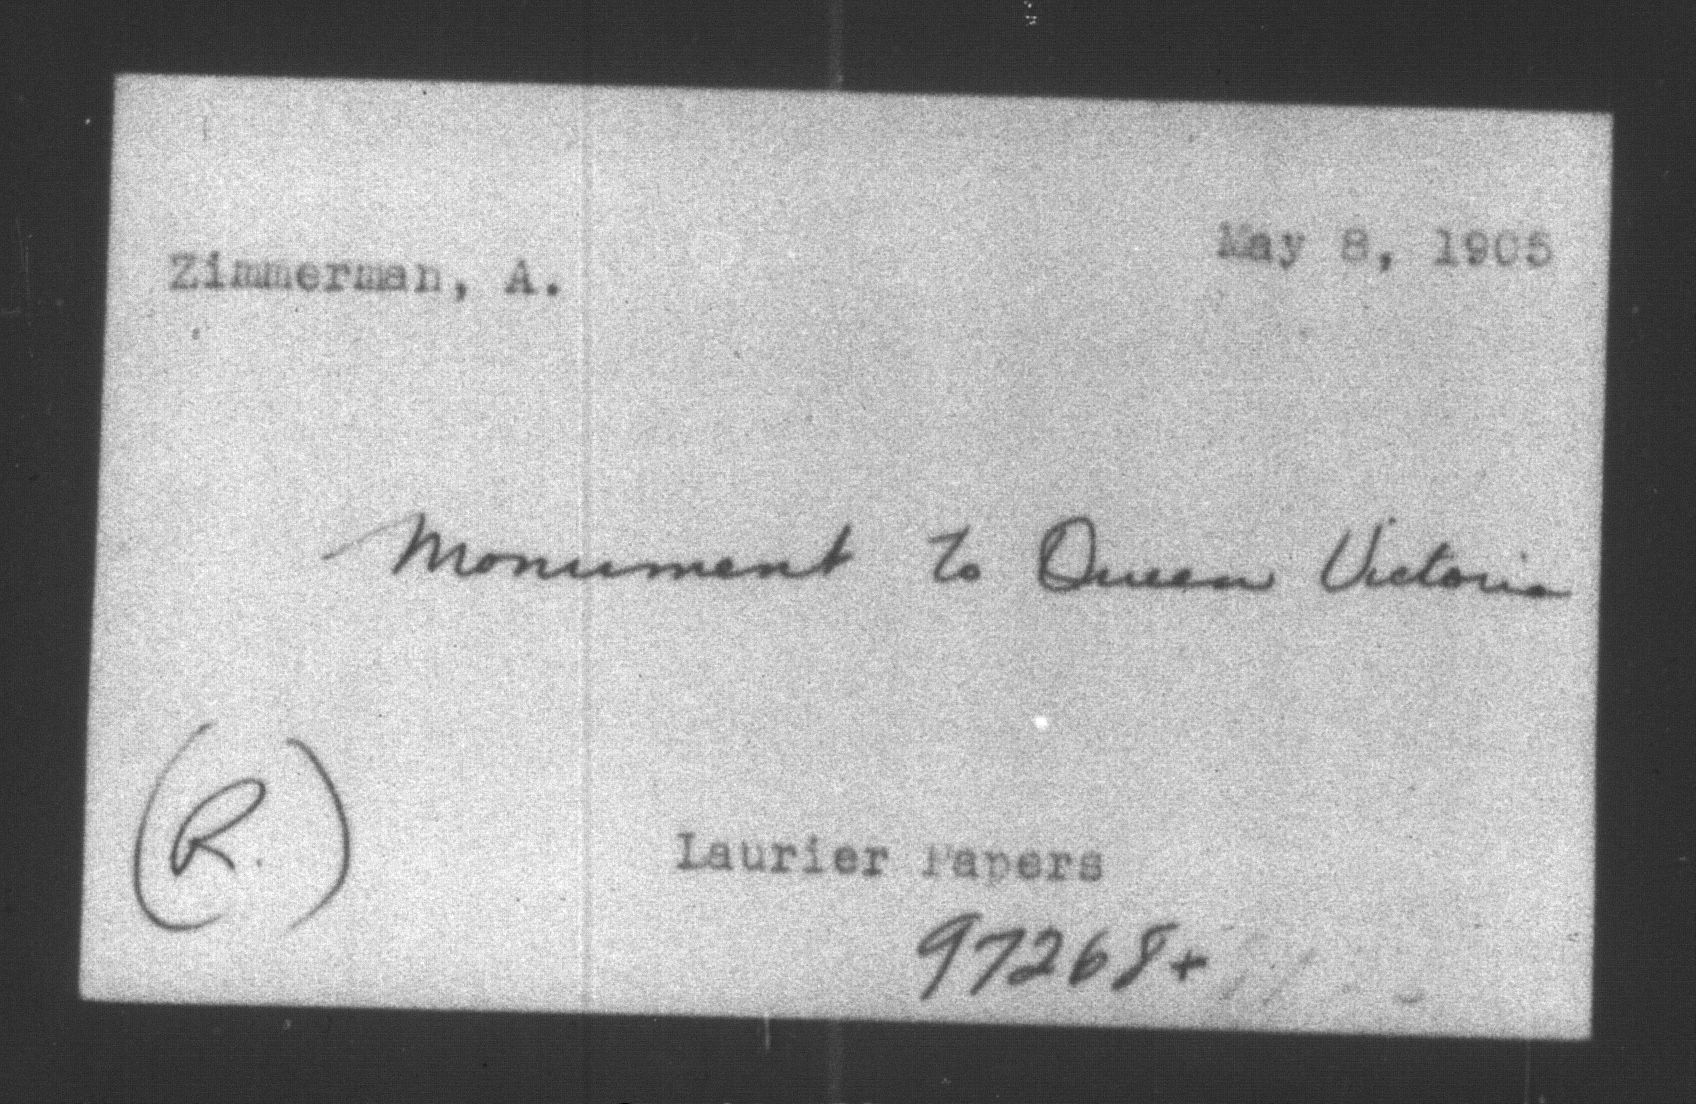 Zimmerman, A.
May 8, 1905
Monument to Queen Victoria
(R.)
Laurier Papers
97268+